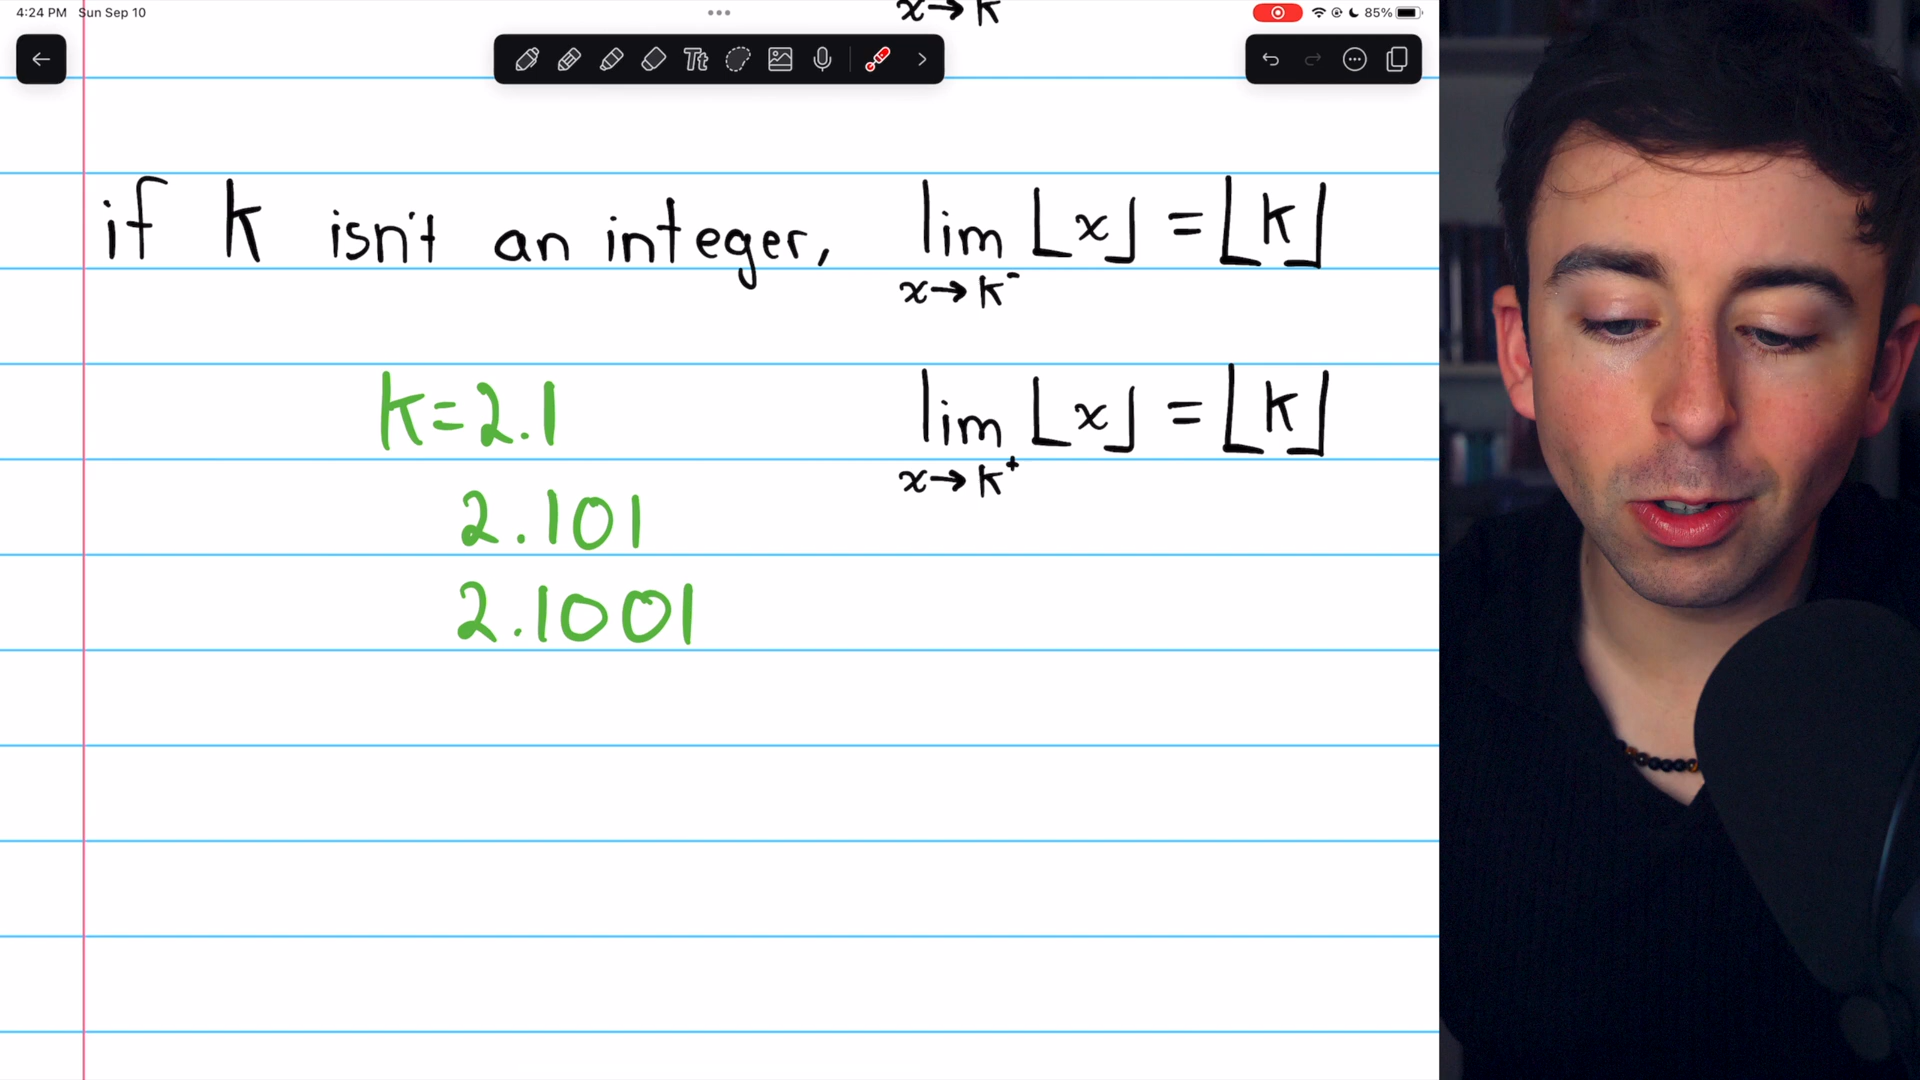 4:24 PM Sun Sep 10
85%
x→k
Tt
if k isn't an integer, lim ⌊x⌋ = ⌊k⌋
x→k⁻
k=2.1 lim ⌊x⌋ = ⌊k⌋
x→k⁺
2.101
2.1001